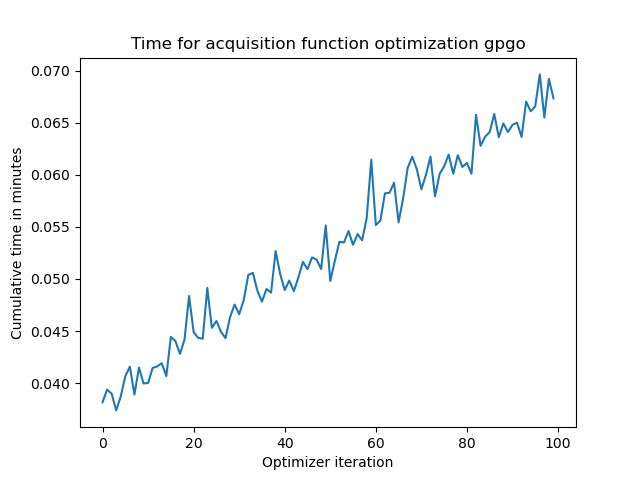 Time for acquisition function optimization gpgo
0.070
0.065
0.060
0.055
0.050
0.045
0.040
Cumulative time in minutes
0 20 40 60 80 100
Optimizer iteration